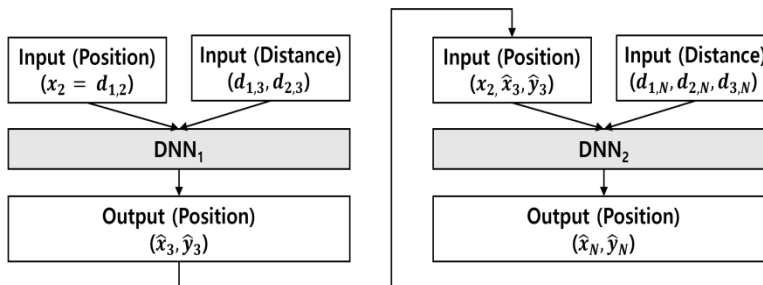 Input (Position)
(x₂ = d₁,₂)
Input (Distance)
(d₁,₃, d₂,₃)
DNN₁
Output (Position)
(x̂₃, ŷ₃)
Input (Position)
(x₂, x̂₃, ŷ₃)
Input (Distance)
(d₁,N, d₂,N, d₃,N)
DNN₂
Output (Position)
(x̂N, ŷN)